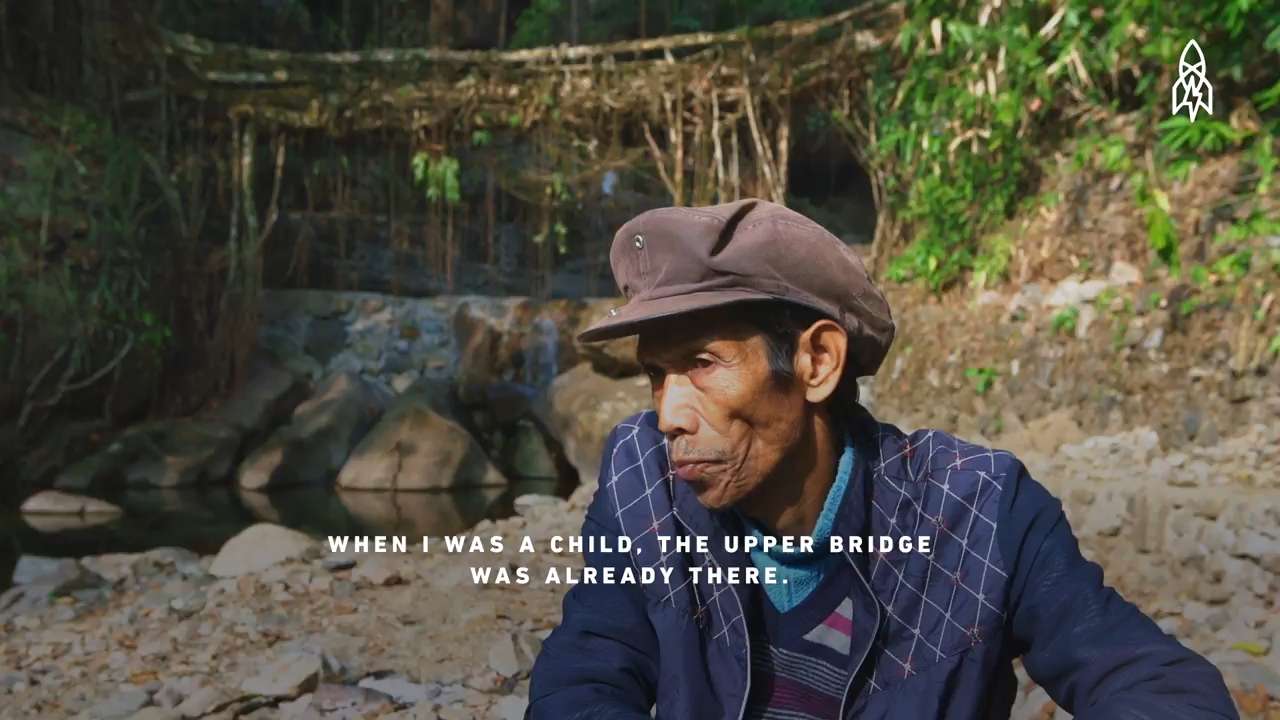 WHEN I WAS A CHILD, THE UPPER BRIDGE
WAS ALREADY THERE.